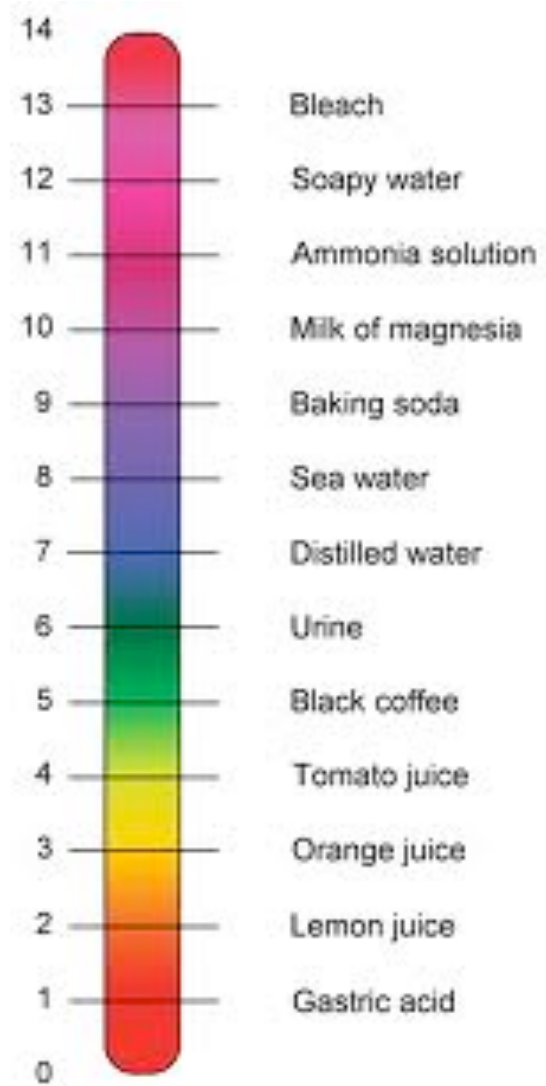 14
13 Bleach
12 Soapy water
11 Ammonia solution
10 Milk of magnesia
9 Baking soda
8 Sea water
7 Distilled water
6 Urine
5 Black coffee
4 Tomato juice
3 Orange juice
2 Lemon juice
1 Gastric acid
0